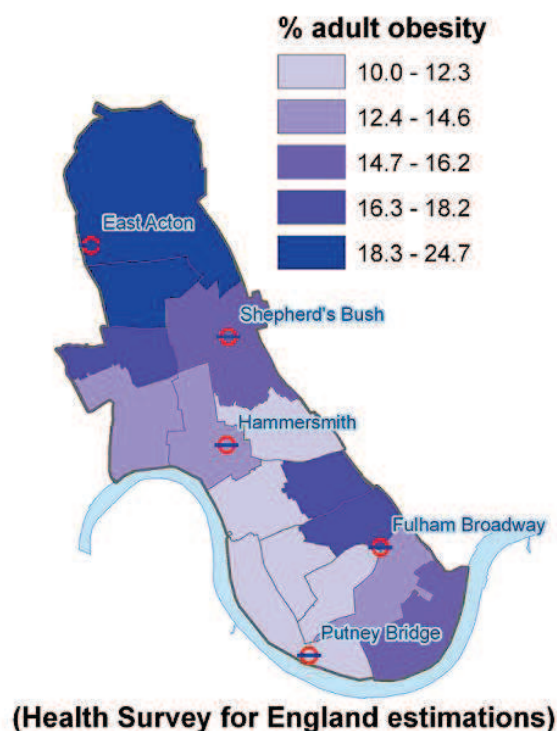 % adult obesity
10.0 - 12.3
12.4 - 14.6
14.7 - 16.2
16.3 - 18.2
18.3 - 24.7
East Acton
Shepherd's Bush
Hammersmith
Fulham Broadway
Putney Bridge
(Health Survey for England estimations)